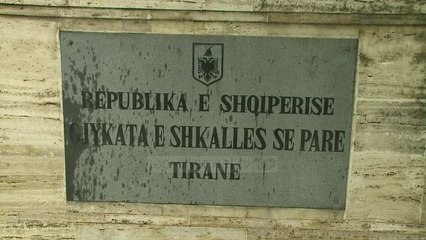 REPUBLIKA E SHQIPERISE
GJYKATA E SHKALLES SE PARE
TIRANE